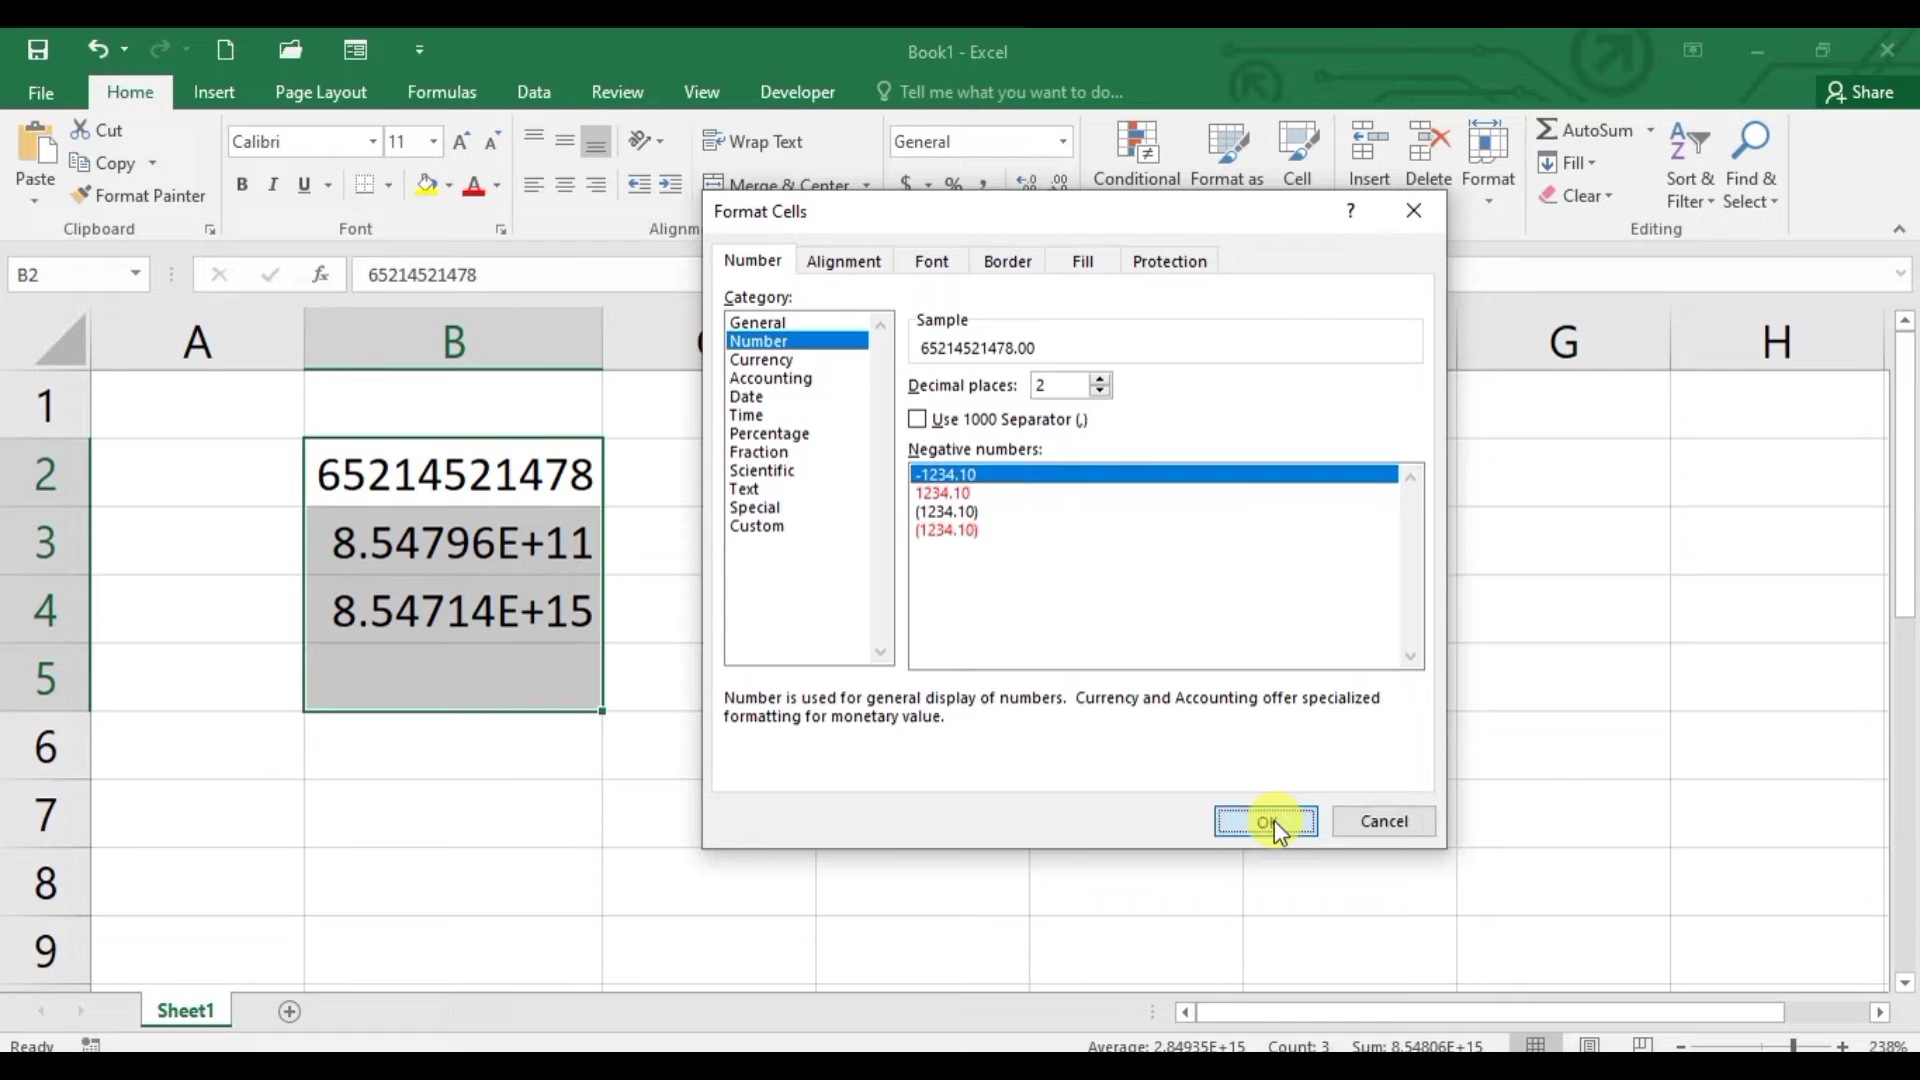 Book1 - Excel
File Home Insert Page Layout Formulas Data Review View Developer Tell me what you want to do... Share
Paste
Cut
Copy
Format Painter
Clipboard
Calibri 11
B I U
Font
Wrap Text
Merge & Center
Alignm
General
$ % ,
Conditional
Format as
Cell
Insert Delete Format
AutoSum
Fill
Clear
Sort &
Filter
Find &
Select
Editing
B2 fx 65214521478
A B G H
1
2 65214521478
3 8.54796E+11
4 8.54714E+15
5
6
7
8
9
Format Cells ?
Number Alignment Font Border Fill Protection
Category:
General
Number
Currency
Accounting
Date
Time
Percentage
Fraction
Scientific
Text
Special
Custom
Sample
65214521478.00
Decimal places: 2
Use 1000 Separator (,)
Negative numbers:
-1234.10
1234.10
(1234.10)
(1234.10)
Number is used for general display of numbers. Currency and Accounting offer specialized
formatting for monetary value.
OK Cancel
Sheet1
Ready Average: 2.84935E+15 Count: 3 Sum: 8.54806E+15 238%